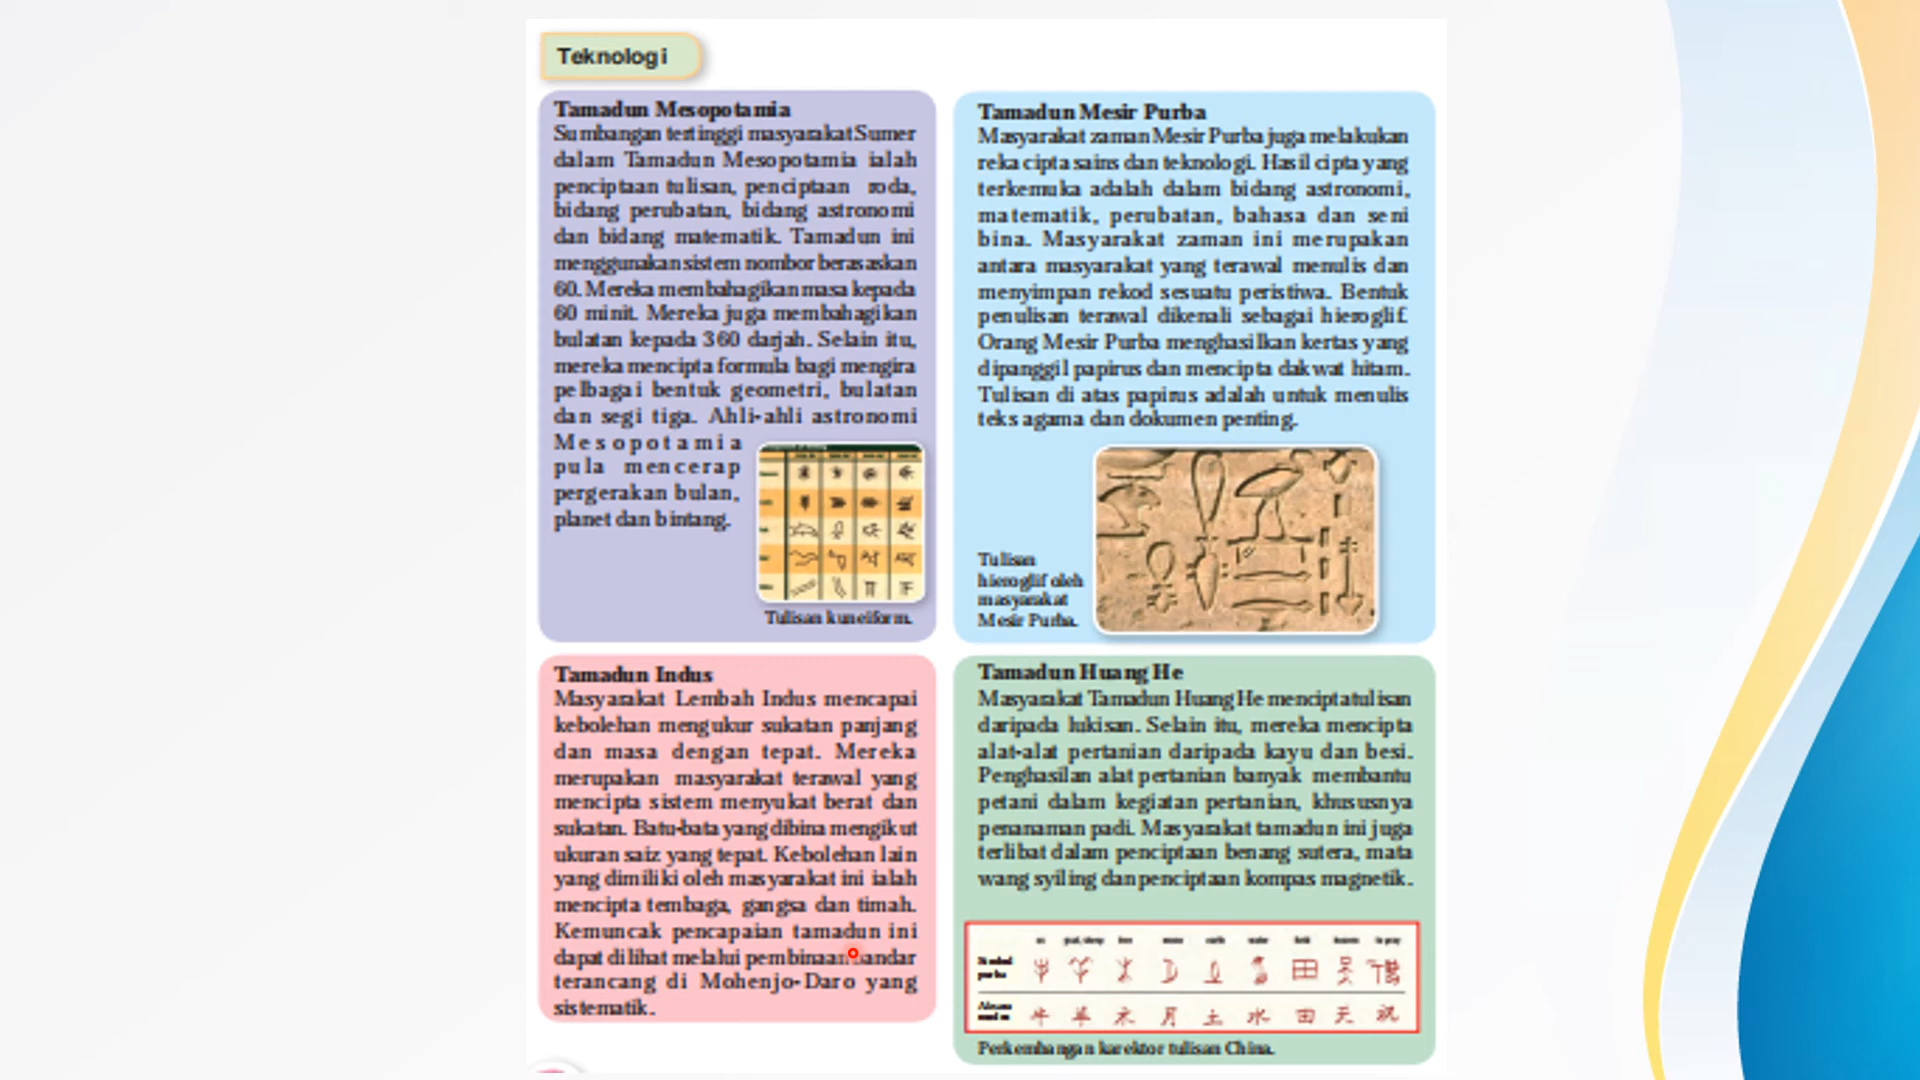 Teknologi
Tamadun Mesopotamia
Sumbangan tertinggi masyarakat Sumer
dalam Tamadun Mesopotamia ialah
penciptaan tulisan, penciptaan roda,
bidang perubatan, bidang astronomi
dan bidang matematik. Tamadun ini
menggunakan sistem nombor berasaskan
60. Mereka membahagikan masa kepada
60 minit. Mereka juga membahagikan
bulatan kepada 360 darjah. Selain itu,
mereka mencipta formula bagi mengira
pelbagai bentuk geometri, bulatan
dan segi tiga. Ahli-ahli astronomi
Mesopotamia
pula mencerap
pergerakan bulan,
planet dan bintang.
Tulisan kuneiform.
Tamadun Mesir Purba
Masyarakat zaman Mesir Purba juga melakukan
reka cipta sains dan teknologi. Hasil cipta yang
terkemuka adalah dalam bidang astronomi,
matematik, perubatan, bahasa dan seni
bina. Masyarakat zaman ini merupakan
antara masyarakat yang terawal menulis dan
menyimpan rekod sesuatu peristiwa. Bentuk
penulisan terawal dikenali sebagai hieroglif.
Orang Mesir Purba menghasilkan kertas yang
dipanggil papirus dan mencipta dakwat hitam.
Tulisan di atas papirus adalah untuk menulis
teks agama dan dokumen penting.
Tulisan
hieroglif oleh
masyarakat
Mesir Purba.
Tamadun Indus
Masyarakat Lembah Indus mencapai
kebolehan mengukur sukatan panjang
dan masa dengan tepat. Mereka
merupakan masyarakat terawal yang
mencipta sistem menyukat berat dan
sukatan. Batu-bata yang dibina mengikut
ukuran saiz yang tepat. Kebolehan lain
yang dimiliki oleh masyarakat ini ialah
mencipta tembaga, gangsa dan timah.
Kemuncak pencapaian tamadun ini
dapat dilihat melalui pembinaan bandar
terancang di Mohenjo-Daro yang
sistematik.
Tamadun Huang He
Masyarakat Tamadun Huang He mencipta tulisan
daripada lukisan. Selain itu, mereka mencipta
alat-alat pertanian daripada kayu dan besi.
Penghasilan alat pertanian banyak membantu
petani dalam kegiatan pertanian, khususnya
penanaman padi. Masyarakat tamadun ini juga
terlibat dalam penciptaan benang sutera, mata
wang syiling dan penciptaan kompas magnetik.
牛 羊 木 月 土 水 田 天 祝
Perkembangan karektor tulisan China.